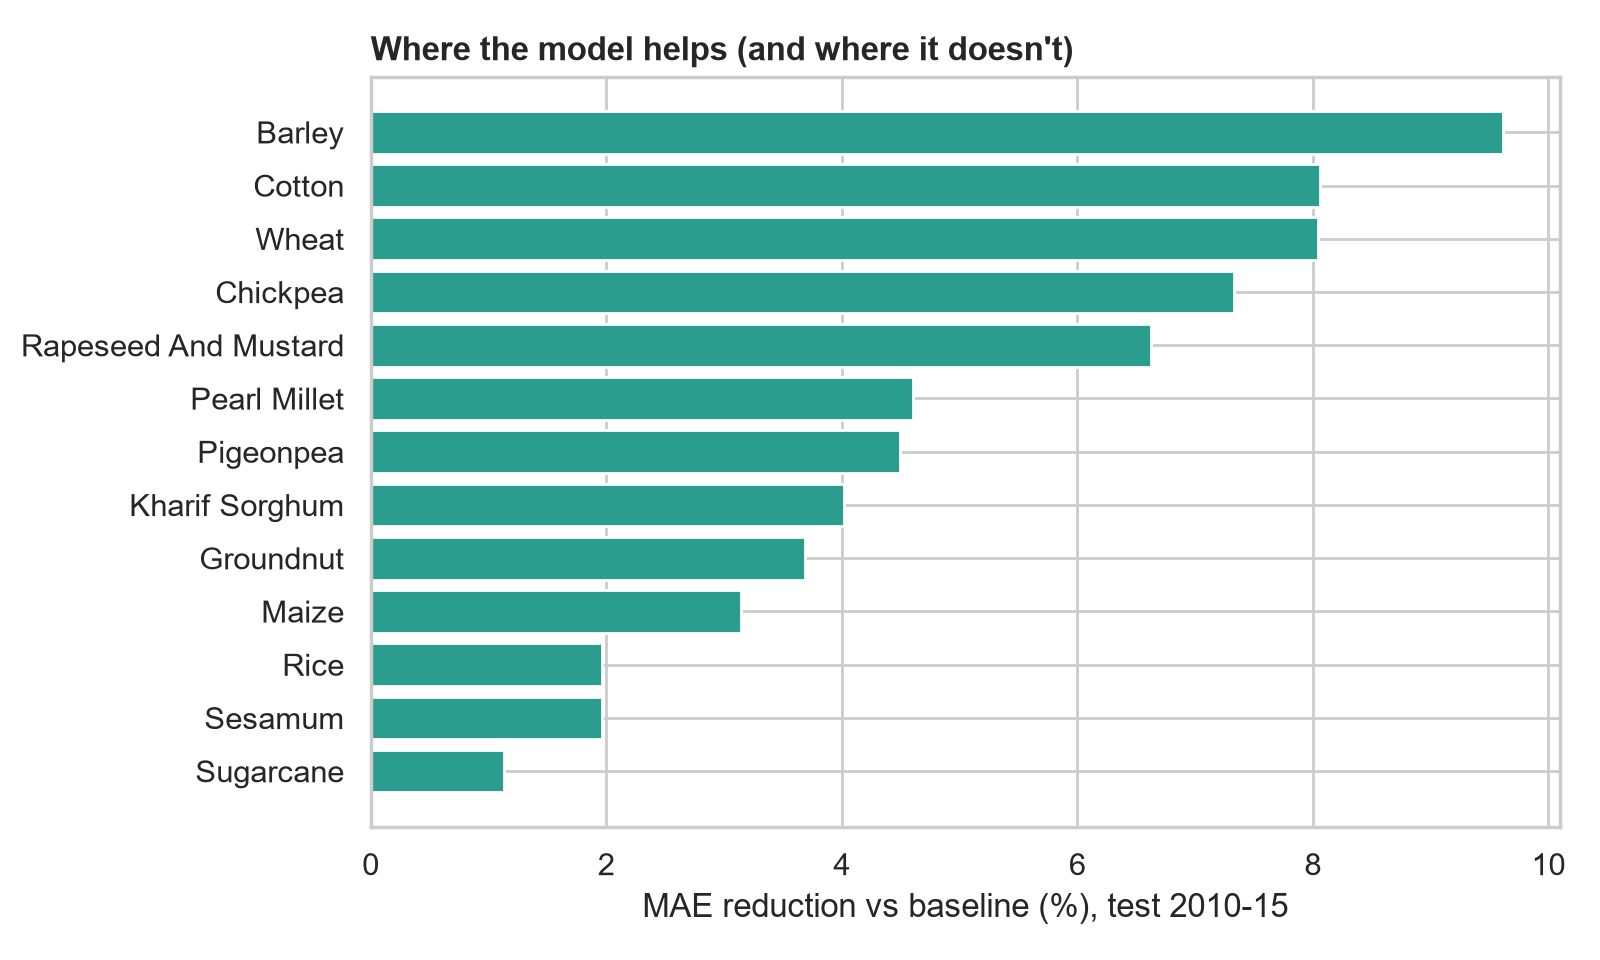 Where the model helps (and where it doesn't)
Barley
Cotton
Wheat
Chickpea
Rapeseed And Mustard
Pearl Millet
Pigeonpea
Kharif Sorghum
Groundnut
Maize
Rice
Sesamum
Sugarcane
0 2 4 6 8 10
MAE reduction vs baseline (%), test 2010-15